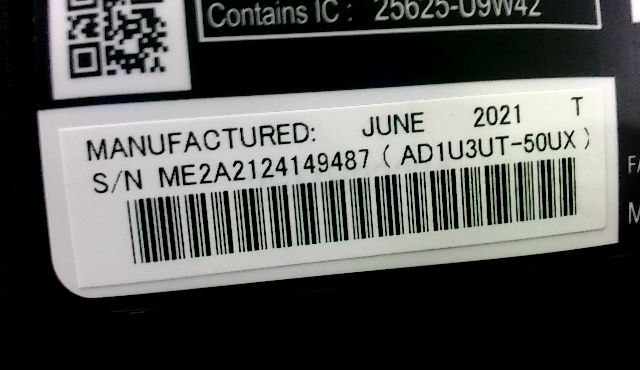 Contains IC : 25625-U9W42
MANUFACTURED: JUNE 2021 T
S/N ME2A2124149487 ( AD1U3UT-50UX )